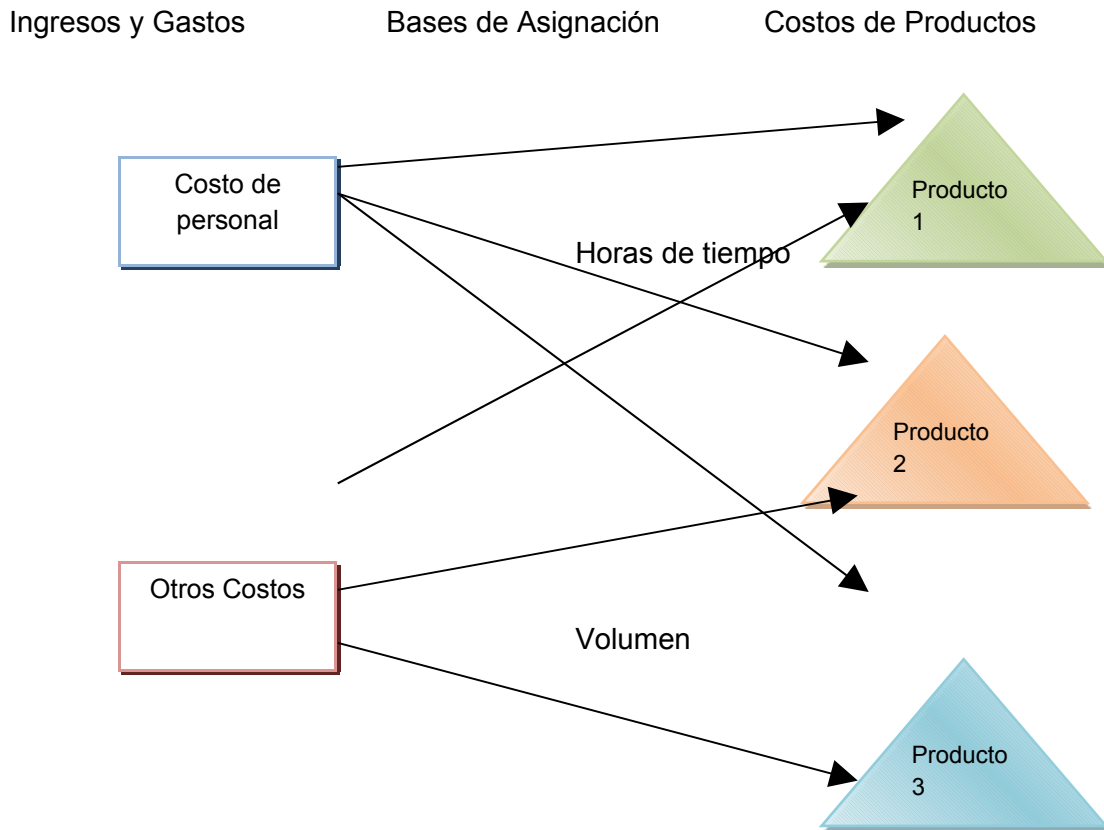 Ingresos y Gastos
Bases de Asignación
Costos de Productos
Costo de
personal
Producto
1
Horas de tiempo
Producto
2
Otros Costos
Volumen
Producto
3